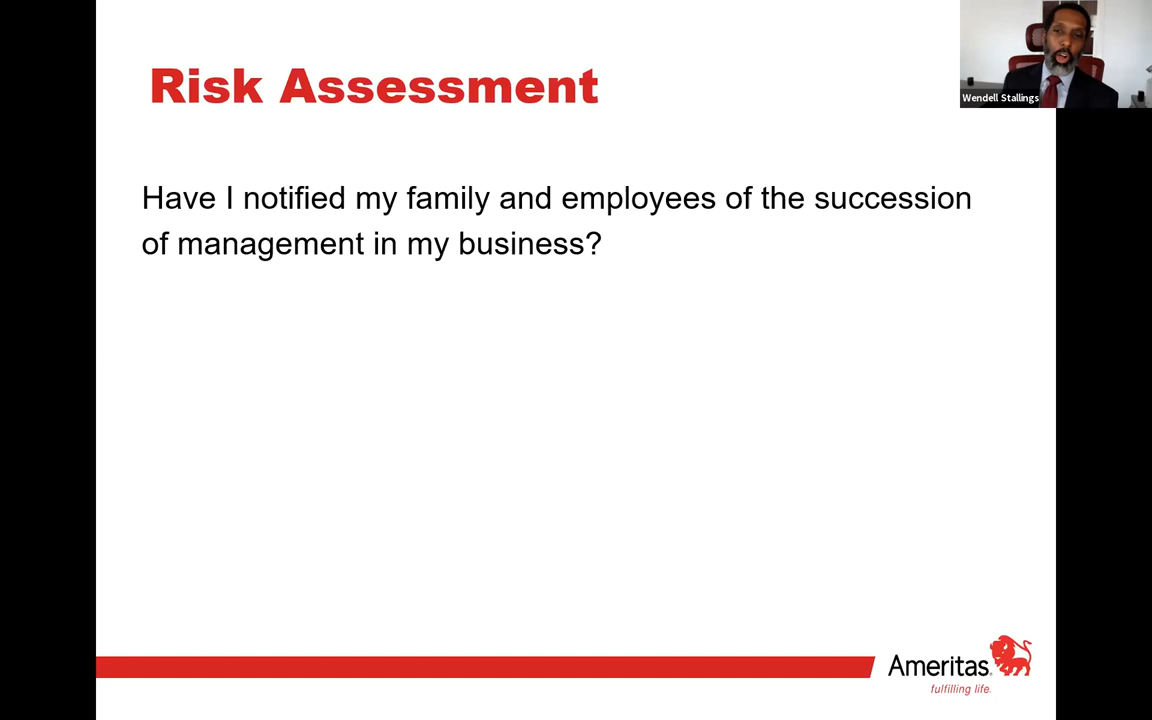 Risk Assessment
Wendell Stallings
Have I notified my family and employees of the succession
of management in my business?
Ameritas
fulfilling life.